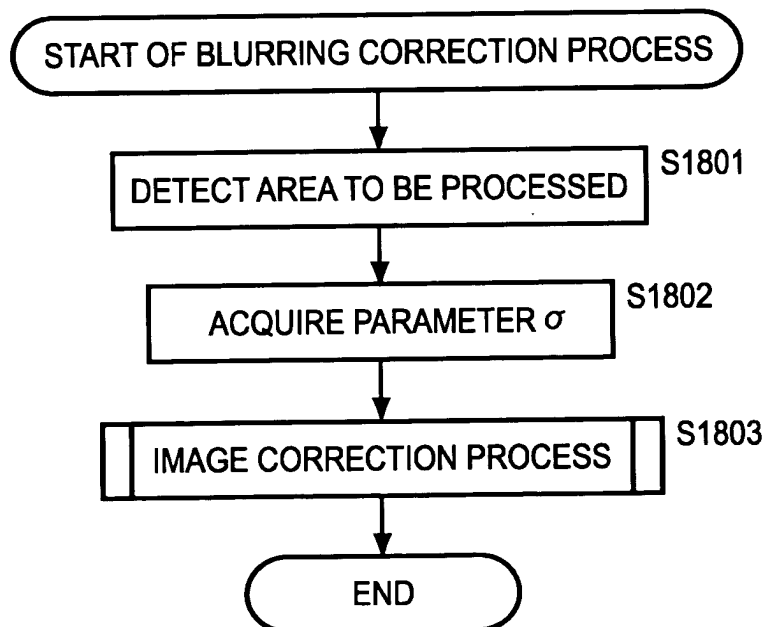 START OF BLURRING CORRECTION PROCESS
DETECT AREA TO BE PROCESSED
S1801
ACQUIRE PARAMETER σ
S1802
IMAGE CORRECTION PROCESS
S1803
END